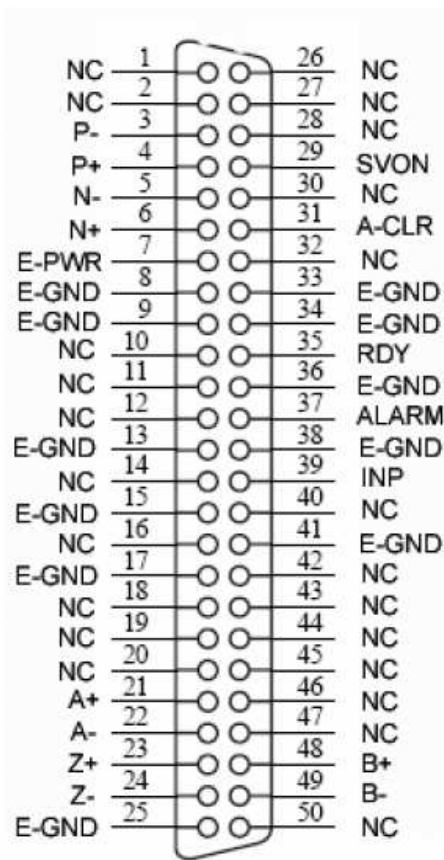 NC 1 26 NC
NC 2 27 NC
P- 3 28 NC
P+ 4 29 SVON
N- 5 30 NC
N+ 6 31 A-CLR
E-PWR 7 32 NC
E-GND 8 33 E-GND
E-GND 9 34 E-GND
NC 10 35 RDY
NC 11 36 E-GND
NC 12 37 ALARM
E-GND 13 38 E-GND
NC 14 39 INP
E-GND 15 40 NC
NC 16 41 E-GND
E-GND 17 42 NC
NC 18 43 NC
NC 19 44 NC
NC 20 45 NC
A+ 21 46 NC
A- 22 47 NC
Z+ 23 48 B+
Z- 24 49 B-
E-GND 25 50 NC